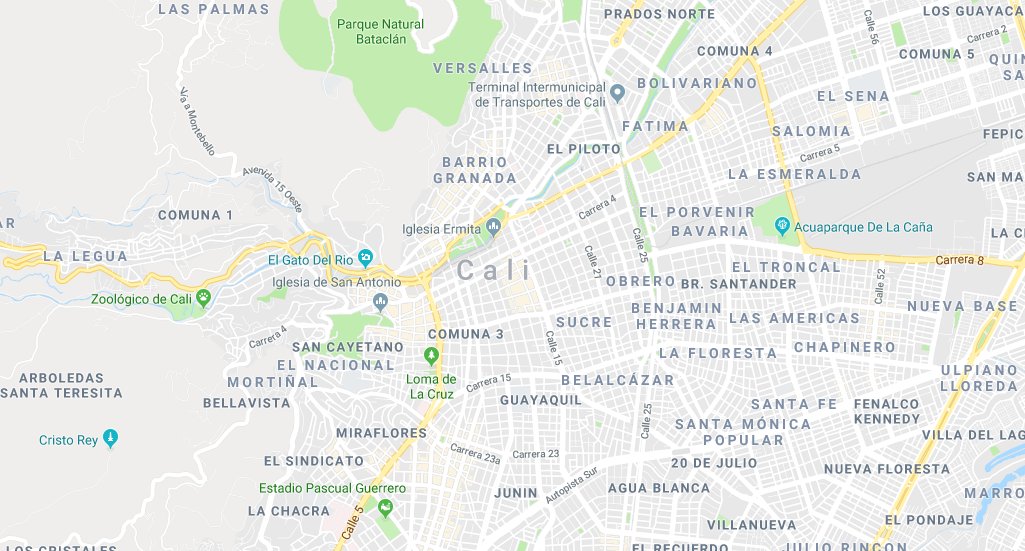 LAS PALMAS
Parque Natural
Bataclán
PRADOS NORTE
Calle 56
LOS GUAYACA
Carrera 2
COMUNA 4
COMUNA 5
QUIN
SA
VERSALLES
Terminal Intermunicipal
de Transportes de Cali
BOLIVARIANO
EL SENA
Vía a Montebello
FATIMA
SALOMIA
FEPIC
EL PILOTO
Carrera 5
BARRIO
GRANADA
LA ESMERALDA
SAN MA
Avenida 15 Oeste
COMUNA 1
Carrera 4
EL PORVENIR
BAVARIA
Acuaparque De La Caña
AR
Iglesia Ermita
LA C
Calle 25
Calle 21
LA LEGUA
El Gato Del Rio
Cali
Carrera 8
EL TRONCAL
Calle 52
OBRERO
BR. SANTANDER
Iglesia de San Antonio
Zoológico de Cali
NUEVA BASE
BENJAMIN
HERRERA
LAS AMERICAS
SUCRE
Carrera 4
COMUNA 3
Calle 15
SAN CAYETANO
LA FLORESTA
CHAPINERO
EL NACIONAL
ARBOLEDAS
SANTA TERESITA
MORTIÑAL
Loma de
La Cruz
Carrera 15
BELALCÁZAR
ULPIANO
LLOREDA
BELLAVISTA
GUAYAQUIL
SANTA FE
FENALCO
KENNEDY
Calle 25
SANTA MÓNICA
POPULAR
MIRAFLORES
VILLA DEL LAG
Cristo Rey
Carrera 23a
Carrera 23
EL SINDICATO
20 DE JULIO
NUEVA FLORESTA
Autopista Sur
Estadio Pascual Guerrero
JUNIN
AGUA BLANCA
MARRO
LA CHACRA
Calle 5
VILLANUEVA
EL PONDAJE
LOS CRISTALES
EL RECUERDO
JULIO RINCON